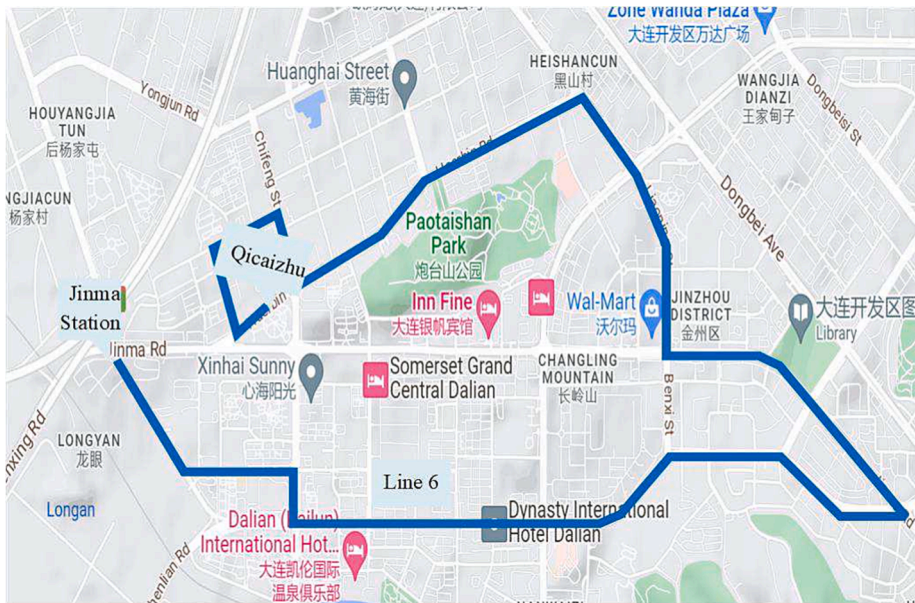 Zone Wanda Plaza
大连开发区万达广场
HEISHANCUN
黑山村
Huanghai Street
黄海街
WANGJIA
DIANZI
王家甸子
Dongbeisi St
Yongjun Rd
HOUYANGJIA
TUN
后杨家屯
Chifeng St
NGJIACUN
杨家村
Dongbei Ave
Paotaishan
Park
炮台山公园
Qicaizhu
Jinma
Station
Inn Fine
大连银帆宾馆
Wal-Mart
沃尔玛
JINZHOU
DISTRICT
金州区
大连开发区图
Library
Jinma Rd
Xinhai Sunny
心海阳光
Somerset Grand
Central Dalian
CHANGLING
MOUNTAIN
长岭山
Benxi St
enxing Rd
LONGYAN
龙眼
Line 6
Longan
Dynasty International
Hotel Dalian
Dalian
International Hot...
大连凯伦国际
温泉俱乐部
henlian Rd